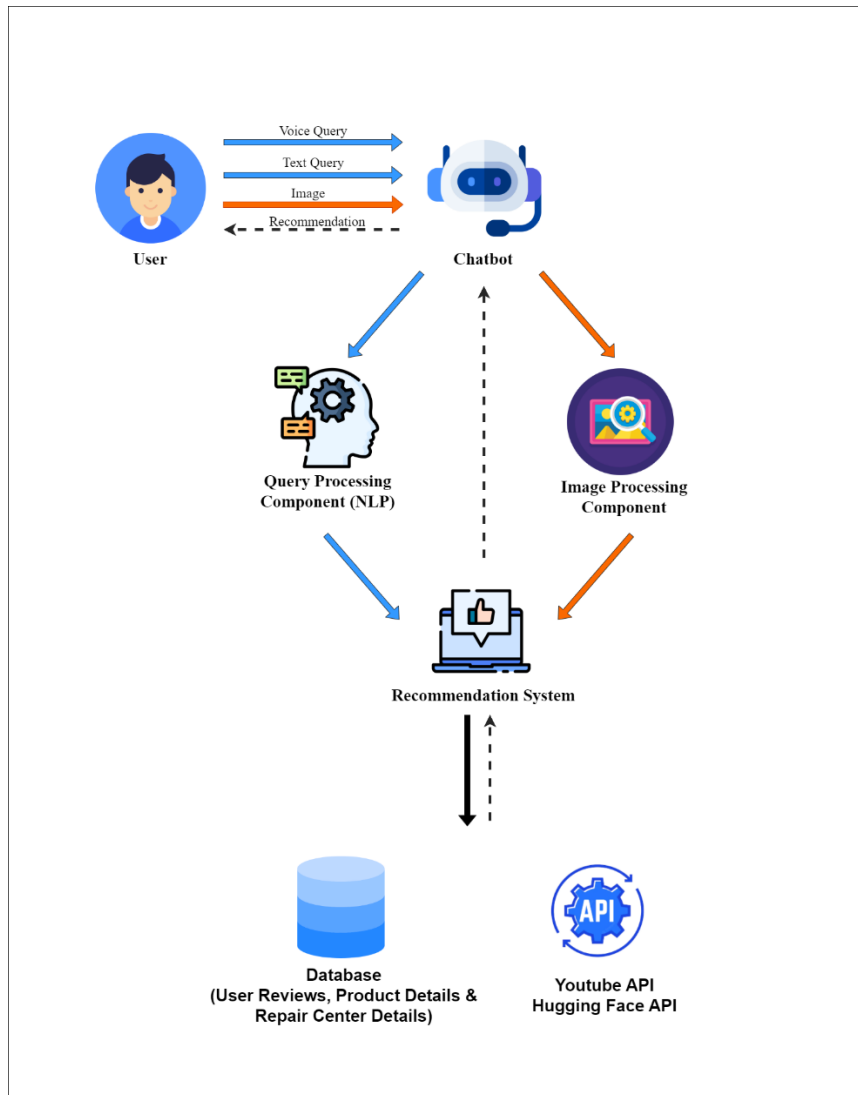 Voice Query
Text Query
Image
Recommendation
User
Chatbot
Query Processing
Component (NLP)
Image Processing
Component
Recommendation System
API
Database
(User Reviews, Product Details &
Repair Center Details)
Youtube API
Hugging Face API